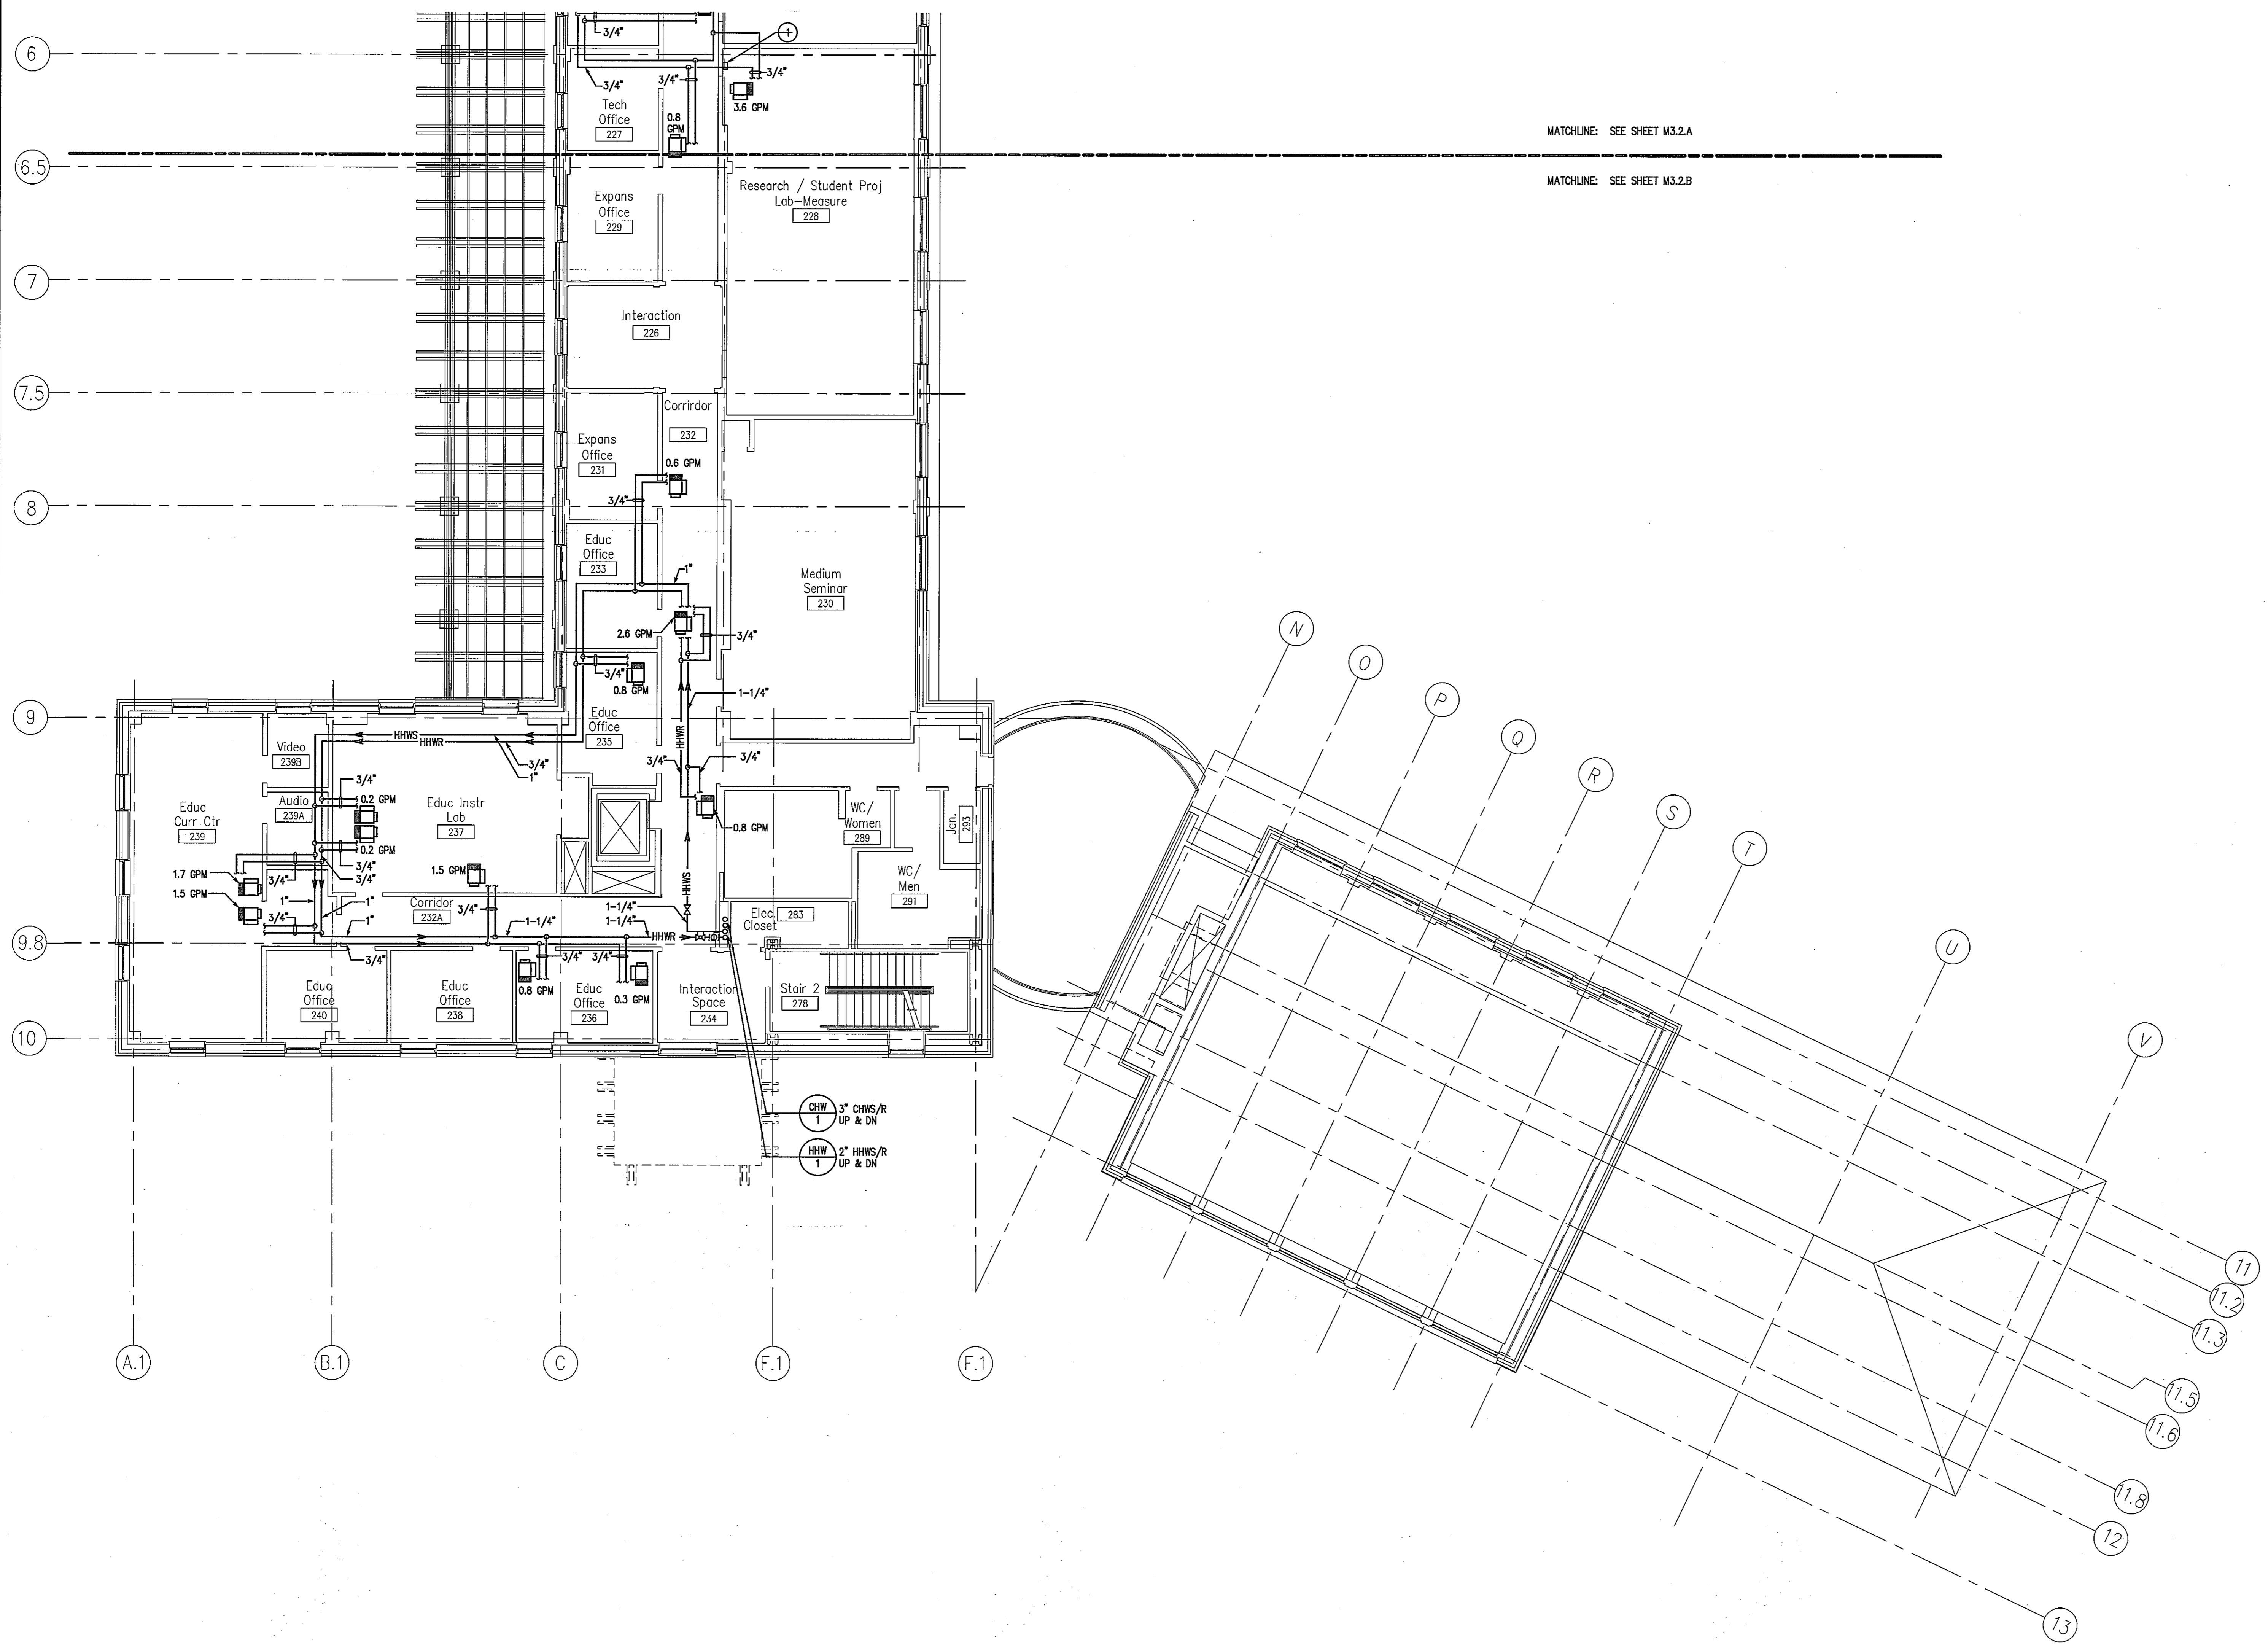 3/4"
1
6
3/4"
3/4"
3/4"
3.6 GPM
Tech
Office
227
0.8
GPM
MATCHLINE: SEE SHEET M3.2.A
6.5
MATCHLINE: SEE SHEET M3.2.B
Expans
Office
229
Research / Student Proj
Lab-Measure
228
7
Interaction
226
7.5
Corrirdor
232
Expans
Office
231
0.6 GPM
3/4"
8
Educ
Office
233
1"
Medium
Seminar
230
2.6 GPM
3/4"
3/4"
0.8 GPM
1-1/4"
9
Educ
Office
235
HHWS
HHWR
HHWR
3/4"
1"
3/4"
3/4"
Video
239B
3/4"
Audio
239A
0.2 GPM
Educ
Curr Ctr
239
Educ Instr
Lab
237
0.2 GPM
0.8 GPM
WC/
Women
289
Jan.
293
3/4"
3/4"
3/4"
1.7 GPM
1.5 GPM
1.5 GPM
HHWS
WC/
Men
291
1"
1"
3/4"
1"
Corridor
232A
3/4"
1-1/4"
1-1/4"
1-1/4"
HHWR
Elec.
Closet
283
9.8
3/4"
3/4"
3/4"
Educ
Office
240
Educ
Office
238
0.8 GPM
Educ
Office
236
0.3 GPM
Interaction
Space
234
Stair 2
278
10
CHW
1
3" CHWS/R
UP & DN
HHW
1
2" HHWS/R
UP & DN
A.1
B.1
C
E.1
F.1
N
O
P
Q
R
S
T
U
V
11
11.2
11.3
11.5
11.6
11.8
12
13